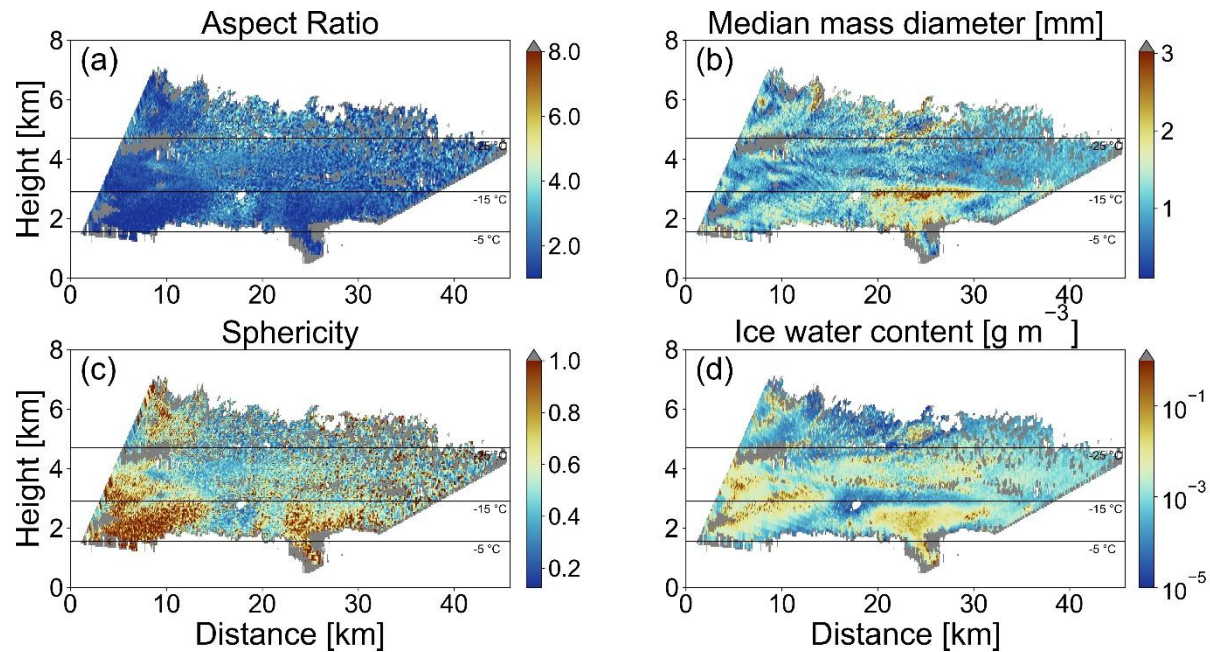 Aspect Ratio
Median mass diameter [mm]
(a)
(b)
Height [km]
8
6
4
2
0
0 10 20 30 40
8.0
6.0
4.0
2.0
-25 °C
-15 °C
-5 °C
8
6
4
2
0
0 10 20 30 40
3
2
1
-25 °C
-15 °C
-5 °C
Sphericity
Ice water content [g m⁻³]
(c)
(d)
Height [km]
8
6
4
2
0
0 10 20 30 40
Distance [km]
1.0
0.8
0.6
0.4
0.2
-25 °C
-15 °C
-5 °C
8
6
4
2
0
0 10 20 30 40
Distance [km]
10⁻¹
10⁻³
10⁻⁵
-25 °C
-15 °C
-5 °C